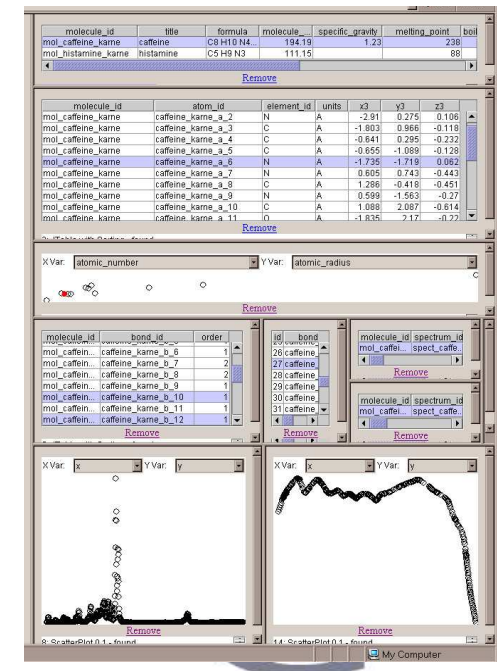 molecule_id title formula molecule_... specific_gravity melting_point boil
mol_caffeine_karne caffeine C8 H10 N4... 194.19 1.23 238
mol_histamine_karne histamine C5 H9 N3 111.15 88
Remove
molecule_id atom_id element_id units x3 y3 z3
mol_caffeine_karne caffeine_karne_a_2 N A -2.91 0.275 0.106
mol_caffeine_karne caffeine_karne_a_3 C A -1.803 0.966 -0.118
mol_caffeine_karne caffeine_karne_a_4 C A -0.641 0.295 -0.232
mol_caffeine_karne caffeine_karne_a_5 C A -0.655 -1.089 -0.128
mol_caffeine_karne caffeine_karne_a_6 N A -1.735 -1.719 0.062
mol_caffeine_karne caffeine_karne_a_7 N A 0.605 0.743 -0.443
mol_caffeine_karne caffeine_karne_a_8 C A 1.286 -0.418 -0.451
mol_caffeine_karne caffeine_karne_a_9 N A 0.599 -1.563 -0.27
mol_caffeine_karne caffeine_karne_a_10 C A 1.088 2.087 -0.614
mol_caffeine_karne caffeine_karne_a_11 O A -1.835 2.17 -0.22
Remove
X Var: atomic_number Y Var: atomic_radius
Remove
molecule_id bond_id order
mol_caffein... caffeine_karne_b_6 1
mol_caffein... caffeine_karne_b_7 2
mol_caffein... caffeine_karne_b_8 2
mol_caffein... caffeine_karne_b_9 1
mol_caffein... caffeine_karne_b_10 1
mol_caffein... caffeine_karne_b_11 1
mol_caffein... caffeine_karne_b_12 1
Remove
id bond
26 caffeine_
27 caffeine_
28 caffeine_
29 caffeine_
30 caffeine_
31 caffeine_
Remove
molecule_id spectrum_id
mol_caffei... spect_caffe...
Remove
molecule_id spectrum_id
mol_caffei... spect_caffe...
Remove
X Var: x Y Var: y
Remove
8: ScatterPlot 0.1 - found
X Var: x Y Var: y
Remove
14: ScatterPlot 0.1 - found
My Computer